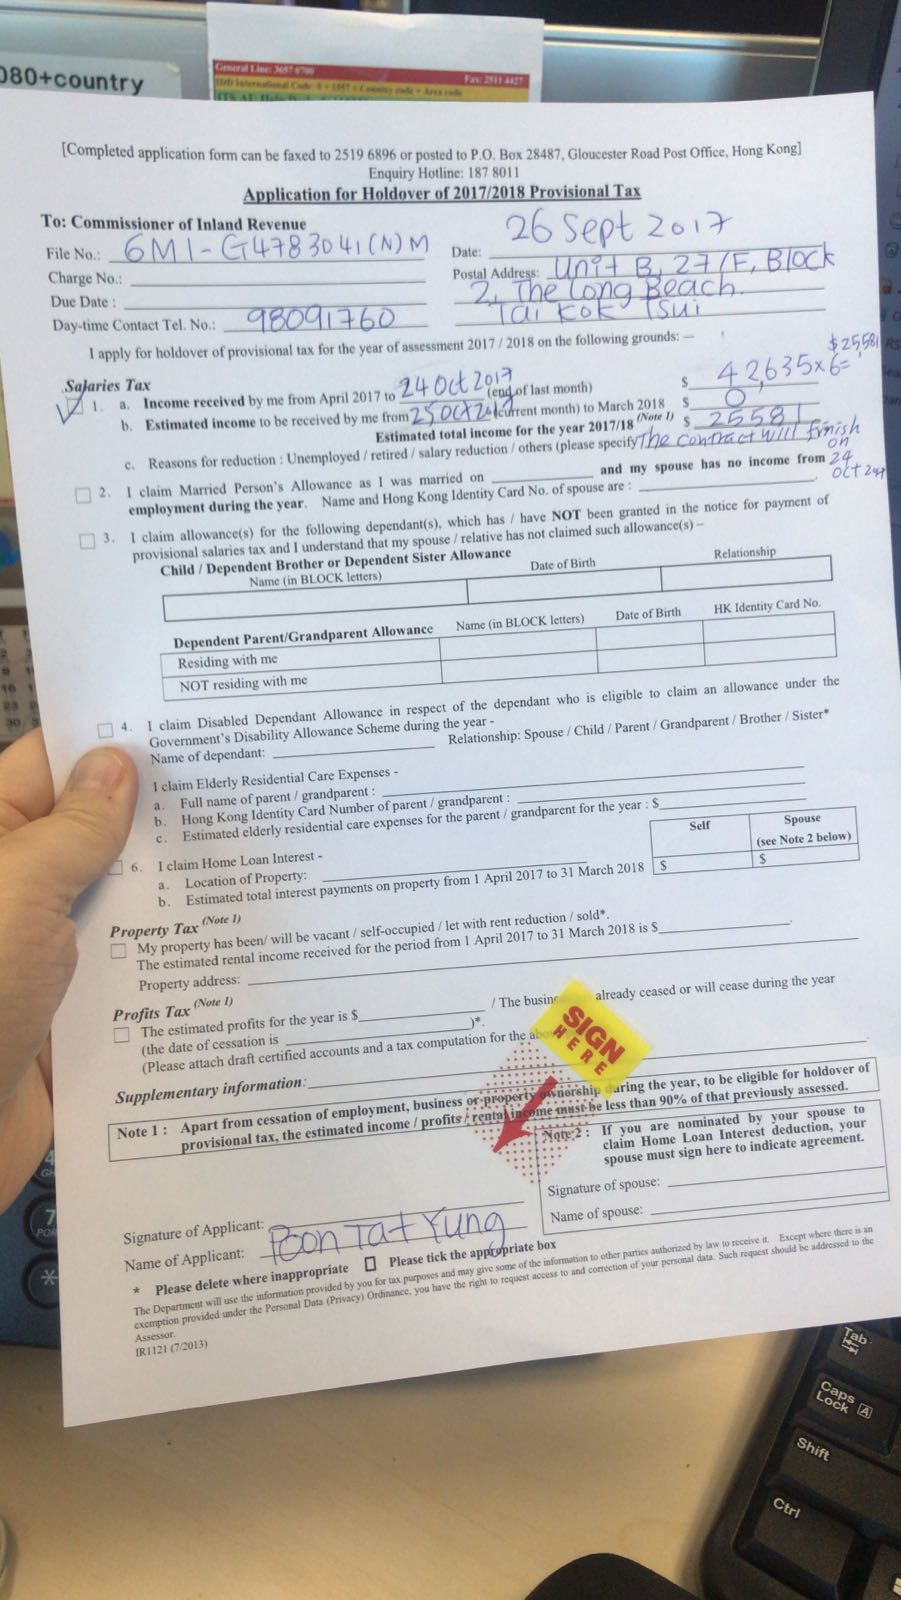 080+country
General Line: 3657 0700
Fax: 2511 4427
[Completed application form can be faxed to 2519 6896 or posted to P.O. Box 28487, Gloucester Road Post Office, Hong Kong]
Enquiry Hotline: 187 8011
Application for Holdover of 2017/2018 Provisional Tax
To: Commissioner of Inland Revenue
File No.: 6M1-G4783041(N)M
Date: 26 Sept 2017
Charge No.:
Postal Address: Unit B, 27/F, Block
Due Date :
2, The Long Beach.
Day-time Contact Tel. No.: 98091760
Tai Kok Tsui
I apply for holdover of provisional tax for the year of assessment 2017 / 2018 on the following grounds: —
Salaries Tax
1. a. Income received by me from April 2017 to 24 Oct 2017 (end of last month) $ 42,635x6= $25,581
b. Estimated income to be received by me from 25 Oct 2017 (current month) to March 2018 $ 0
Estimated total income for the year 2017/18 (Note 1) $ 25581
c. Reasons for reduction : Unemployed / retired / salary reduction / others (please specify The contract will finish on 24 Oct
2. I claim Married Person's Allowance as I was married on and my spouse has no income from
employment during the year. Name and Hong Kong Identity Card No. of spouse are :
3. I claim allowance(s) for the following dependant(s), which has / have NOT been granted in the notice for payment of
provisional salaries tax and I understand that my spouse / relative has not claimed such allowance(s) –
Child / Dependent Brother or Dependent Sister Allowance
Name (in BLOCK letters) Date of Birth Relationship
Dependent Parent/Grandparent Allowance Name (in BLOCK letters) Date of Birth HK Identity Card No.
Residing with me
NOT residing with me
4. I claim Disabled Dependant Allowance in respect of the dependant who is eligible to claim an allowance under the
Government's Disability Allowance Scheme during the year -
Name of dependant: Relationship: Spouse / Child / Parent / Grandparent / Brother / Sister*
I claim Elderly Residential Care Expenses -
a. Full name of parent / grandparent :
b. Hong Kong Identity Card Number of parent / grandparent :
c. Estimated elderly residential care expenses for the parent / grandparent for the year : $
6. I claim Home Loan Interest -
Self Spouse
(see Note 2 below)
a. Location of Property:
b. Estimated total interest payments on property from 1 April 2017 to 31 March 2018 $ $
Property Tax (Note 1)
My property has been/ will be vacant / self-occupied / let with rent reduction / sold*.
The estimated rental income received for the period from 1 April 2017 to 31 March 2018 is $
Property address:
Profits Tax (Note 1)
The estimated profits for the year is $ / The busin already ceased or will cease during the year
(the date of cessation is )*.
(Please attach draft certified accounts and a tax computation for the abo
SIGN
HERE
Supplementary information:
Note 1 : Apart from cessation of employment, business or property ownership during the year, to be eligible for holdover of
provisional tax, the estimated income / profits / rental income must be less than 90% of that previously assessed.
Note 2 : If you are nominated by your spouse to
claim Home Loan Interest deduction, your
spouse must sign here to indicate agreement.
Signature of spouse:
Name of spouse:
Signature of Applicant:
Name of Applicant: Poon Tat Yung
* Please delete where inappropriate Please tick the appropriate box
The Department will use the information provided by you for tax purposes and may give some of the information to other parties authorized by law to receive it. Except where there is an
exemption provided under the Personal Data (Privacy) Ordinance, you have the right to request access to and correction of your personal data. Such request should be addressed to the
Assessor.
IR1121 (7/2013)
7
Tab
Caps
Lock A
Shift
Ctrl